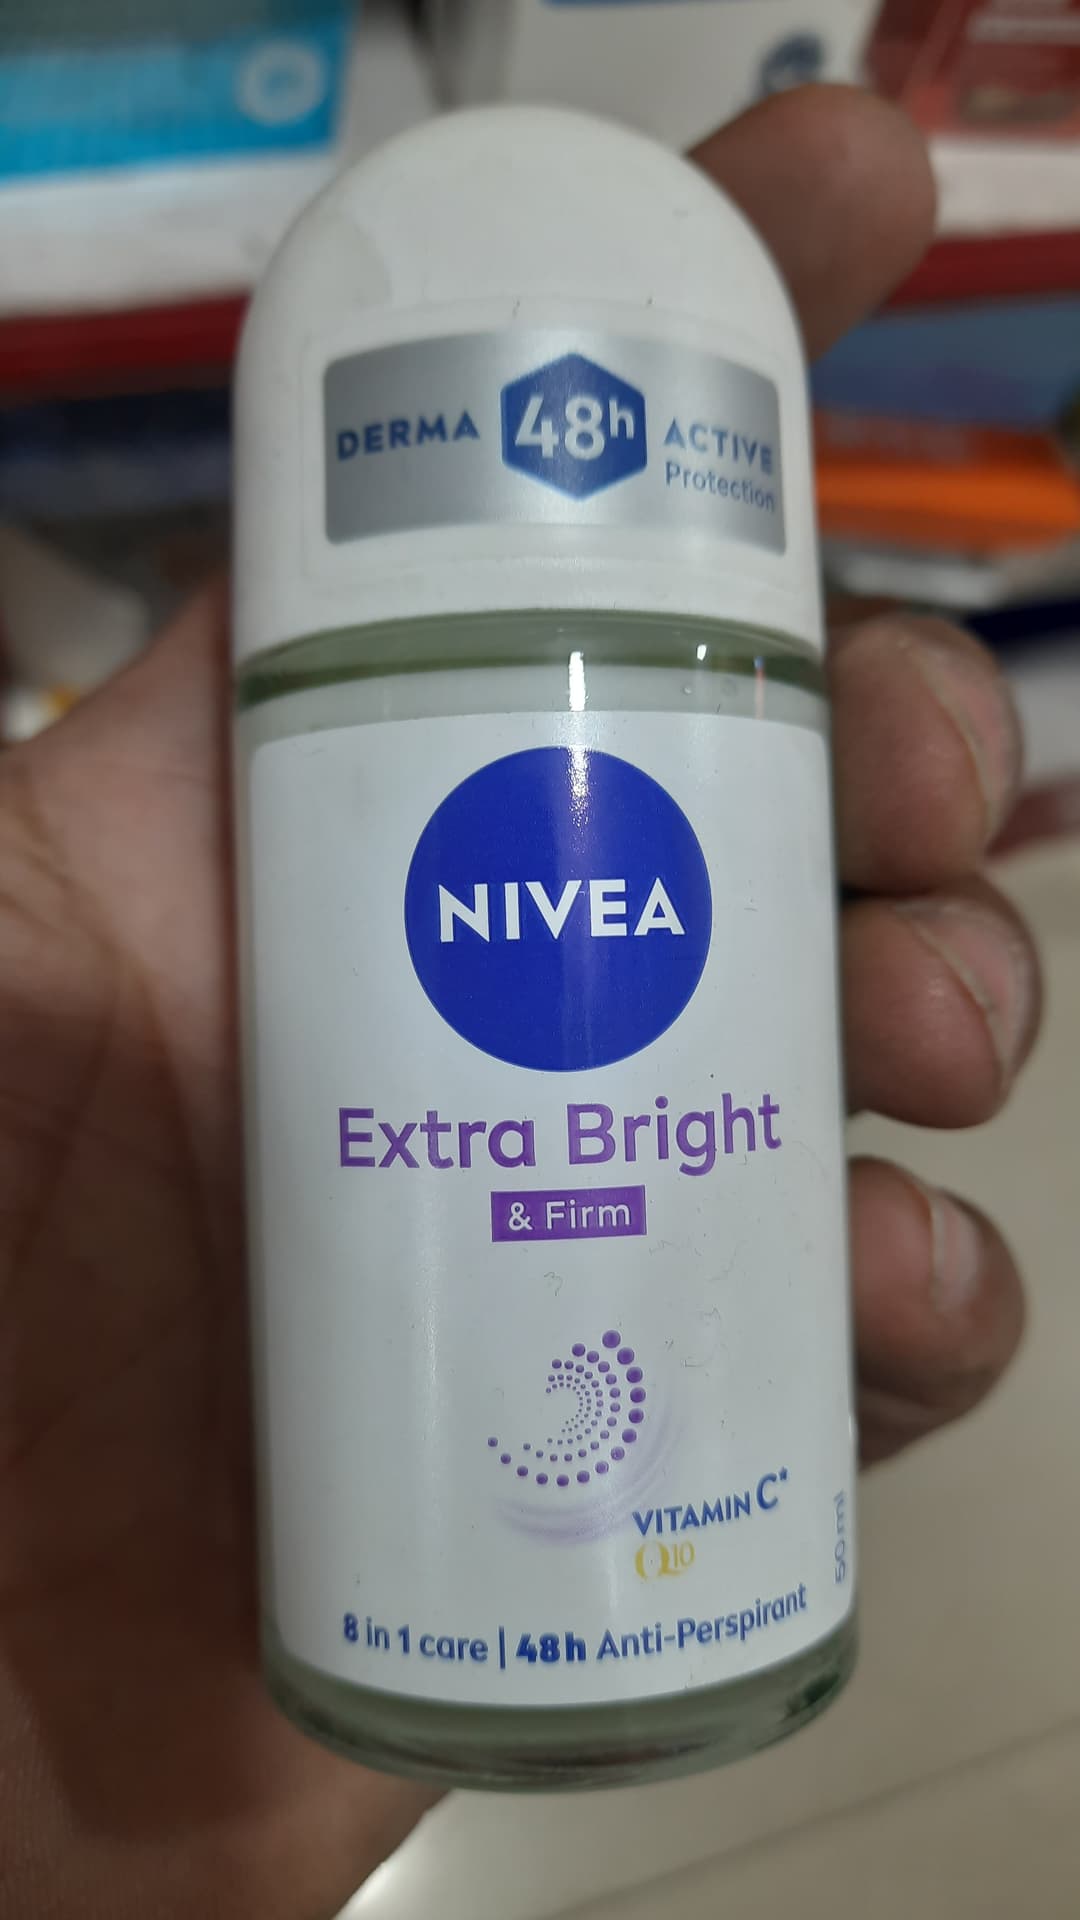 DERMA 48h ACTIVE
Protection
NIVEA
Extra Bright
& Firm
VITAMIN C*
Q10
50 ml
8 in 1 care | 48h Anti-Perspirant